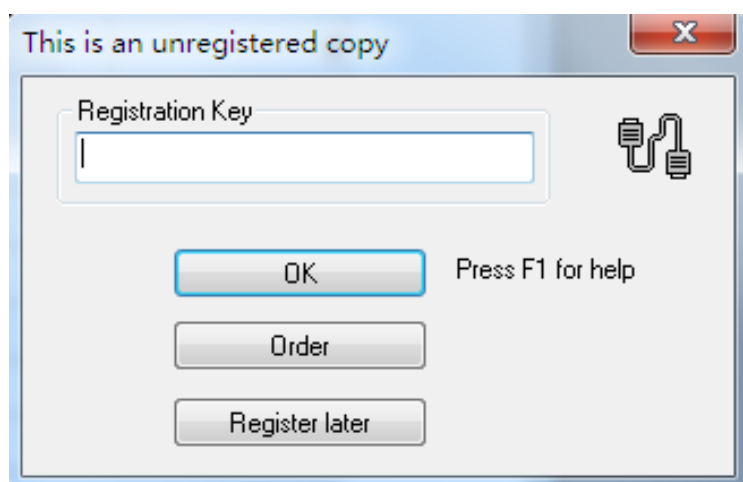 This is an unregistered copy
Registration Key
OK
Press F1 for help
Order
Register later